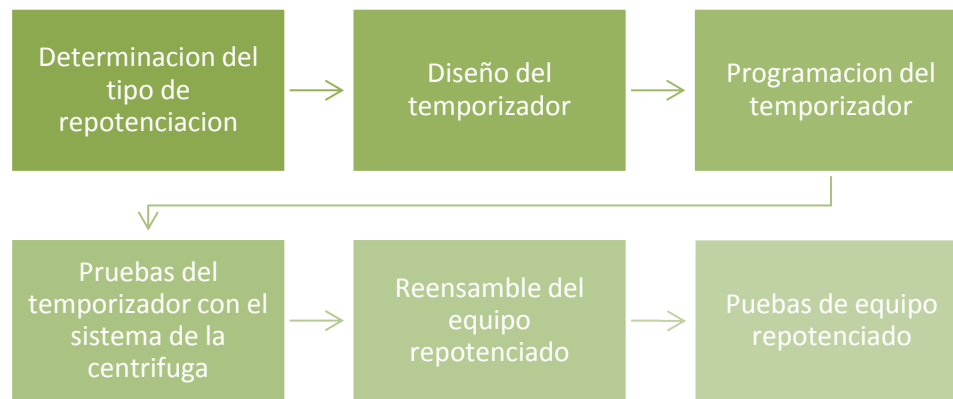 Determinacion del
tipo de
repotenciacion
Diseño del
temporizador
Programacion del
temporizador
Pruebas del
temporizador con el
sistema de la
centrifuga
Reensamble del
equipo
repotenciado
Puebas de equipo
repotenciado